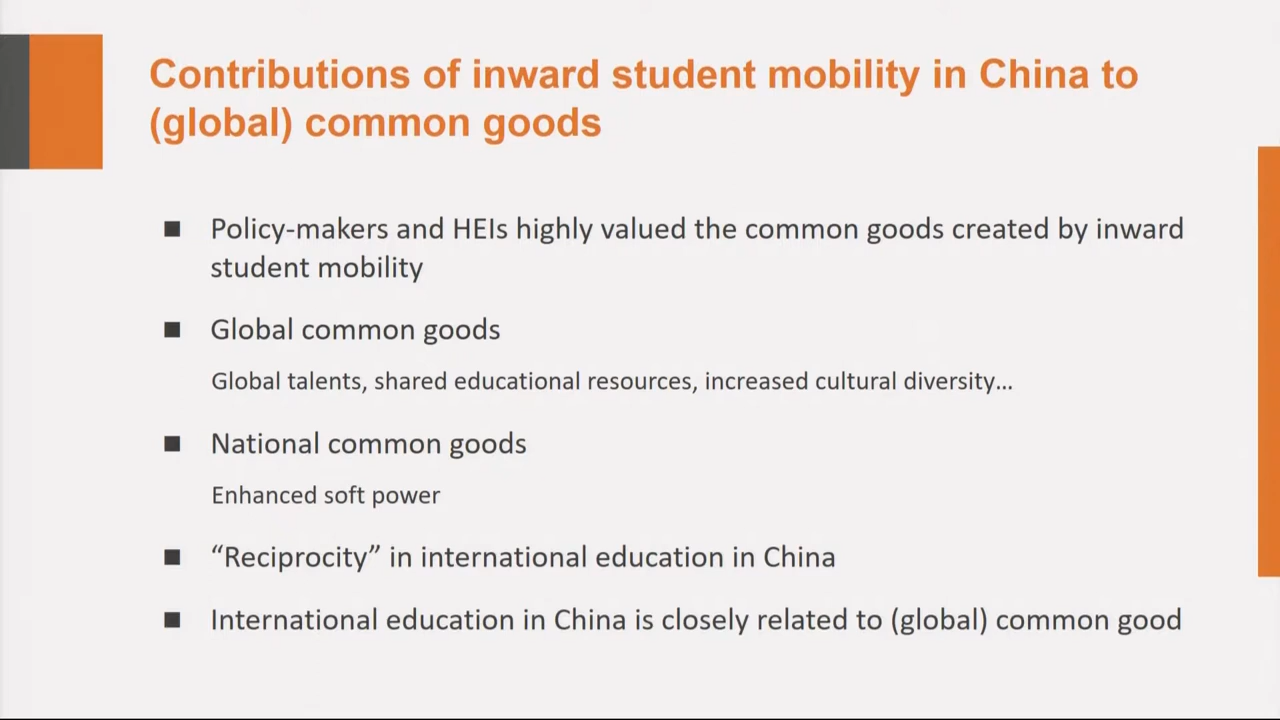 Contributions of inward student mobility in China to
(global) common goods
■ Policy-makers and HEIs highly valued the common goods created by inward
student mobility
■ Global common goods
Global talents, shared educational resources, increased cultural diversity...
■ National common goods
Enhanced soft power
■ “Reciprocity” in international education in China
■ International education in China is closely related to (global) common good